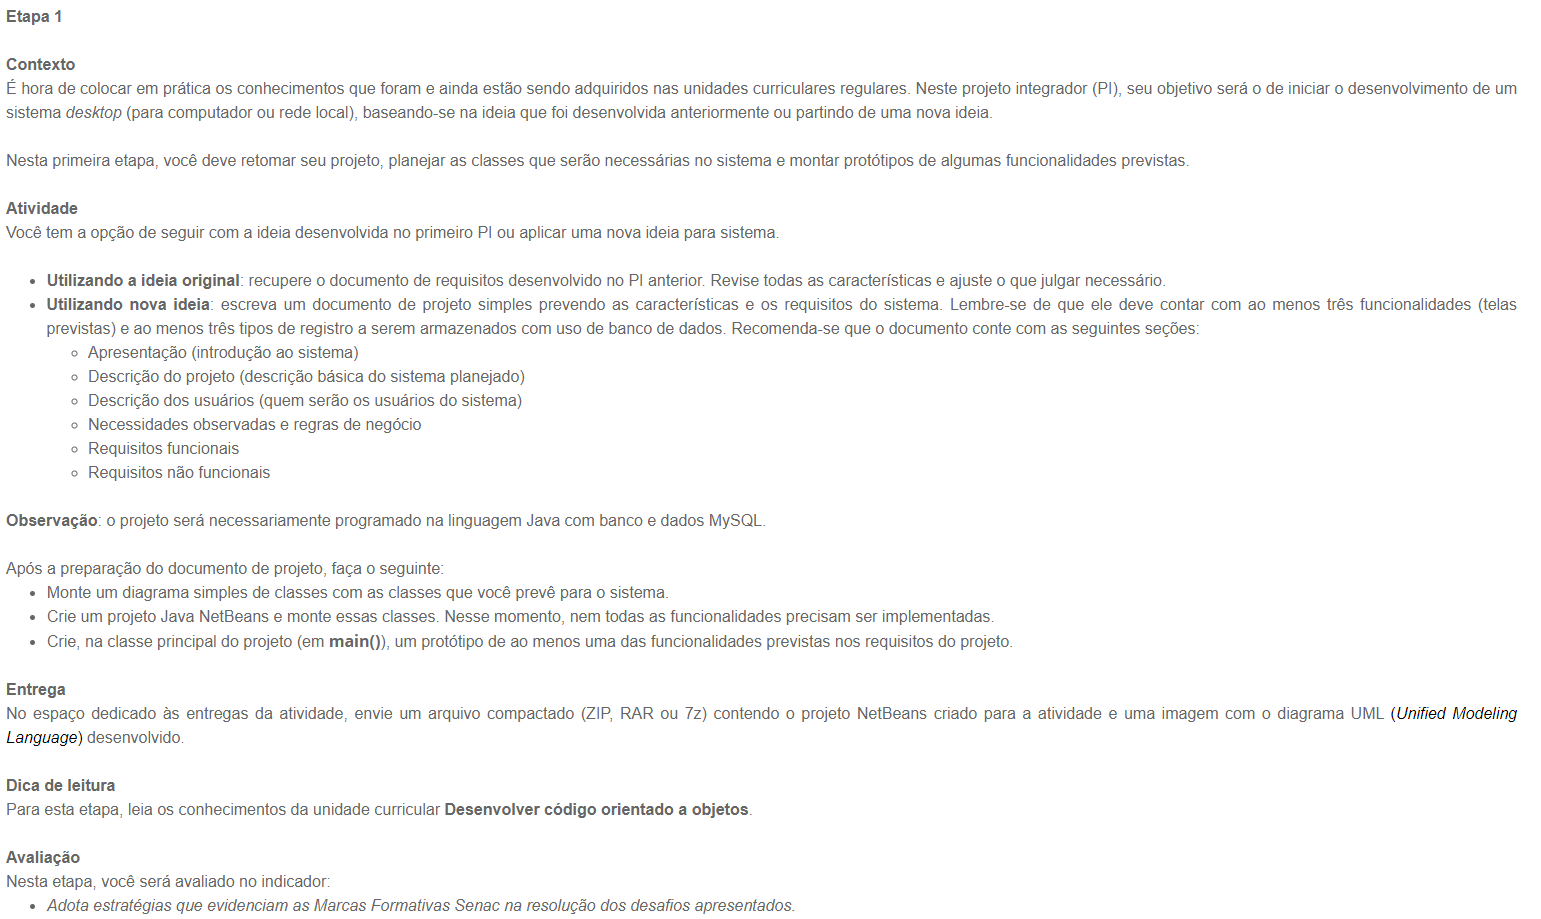 Etapa 1
Contexto
É hora de colocar em prática os conhecimentos que foram e ainda estão sendo adquiridos nas unidades curriculares regulares. Neste projeto integrador (PI), seu objetivo será o de iniciar o desenvolvimento de um
sistema desktop (para computador ou rede local), baseando-se na ideia que foi desenvolvida anteriormente ou partindo de uma nova ideia.
Nesta primeira etapa, você deve retomar seu projeto, planejar as classes que serão necessárias no sistema e montar protótipos de algumas funcionalidades previstas.
Atividade
Você tem a opção de seguir com a ideia desenvolvida no primeiro PI ou aplicar uma nova ideia para sistema.
• Utilizando a ideia original: recupere o documento de requisitos desenvolvido no PI anterior. Revise todas as características e ajuste o que julgar necessário.
• Utilizando nova ideia: escreva um documento de projeto simples prevendo as características e os requisitos do sistema. Lembre-se de que ele deve contar com ao menos três funcionalidades (telas
previstas) e ao menos três tipos de registro a serem armazenados com uso de banco de dados. Recomenda-se que o documento conte com as seguintes seções:
◦ Apresentação (introdução ao sistema)
◦ Descrição do projeto (descrição básica do sistema planejado)
◦ Descrição dos usuários (quem serão os usuários do sistema)
◦ Necessidades observadas e regras de negócio
◦ Requisitos funcionais
◦ Requisitos não funcionais
Observação: o projeto será necessariamente programado na linguagem Java com banco e dados MySQL.
Após a preparação do documento de projeto, faça o seguinte:
• Monte um diagrama simples de classes com as classes que você prevê para o sistema.
• Crie um projeto Java NetBeans e monte essas classes. Nesse momento, nem todas as funcionalidades precisam ser implementadas.
• Crie, na classe principal do projeto (em main()), um protótipo de ao menos uma das funcionalidades previstas nos requisitos do projeto.
Entrega
No espaço dedicado às entregas da atividade, envie um arquivo compactado (ZIP, RAR ou 7z) contendo o projeto NetBeans criado para a atividade e uma imagem com o diagrama UML (Unified Modeling
Language) desenvolvido.
Dica de leitura
Para esta etapa, leia os conhecimentos da unidade curricular Desenvolver código orientado a objetos.
Avaliação
Nesta etapa, você será avaliado no indicador:
• Adota estratégias que evidenciam as Marcas Formativas Senac na resolução dos desafios apresentados.